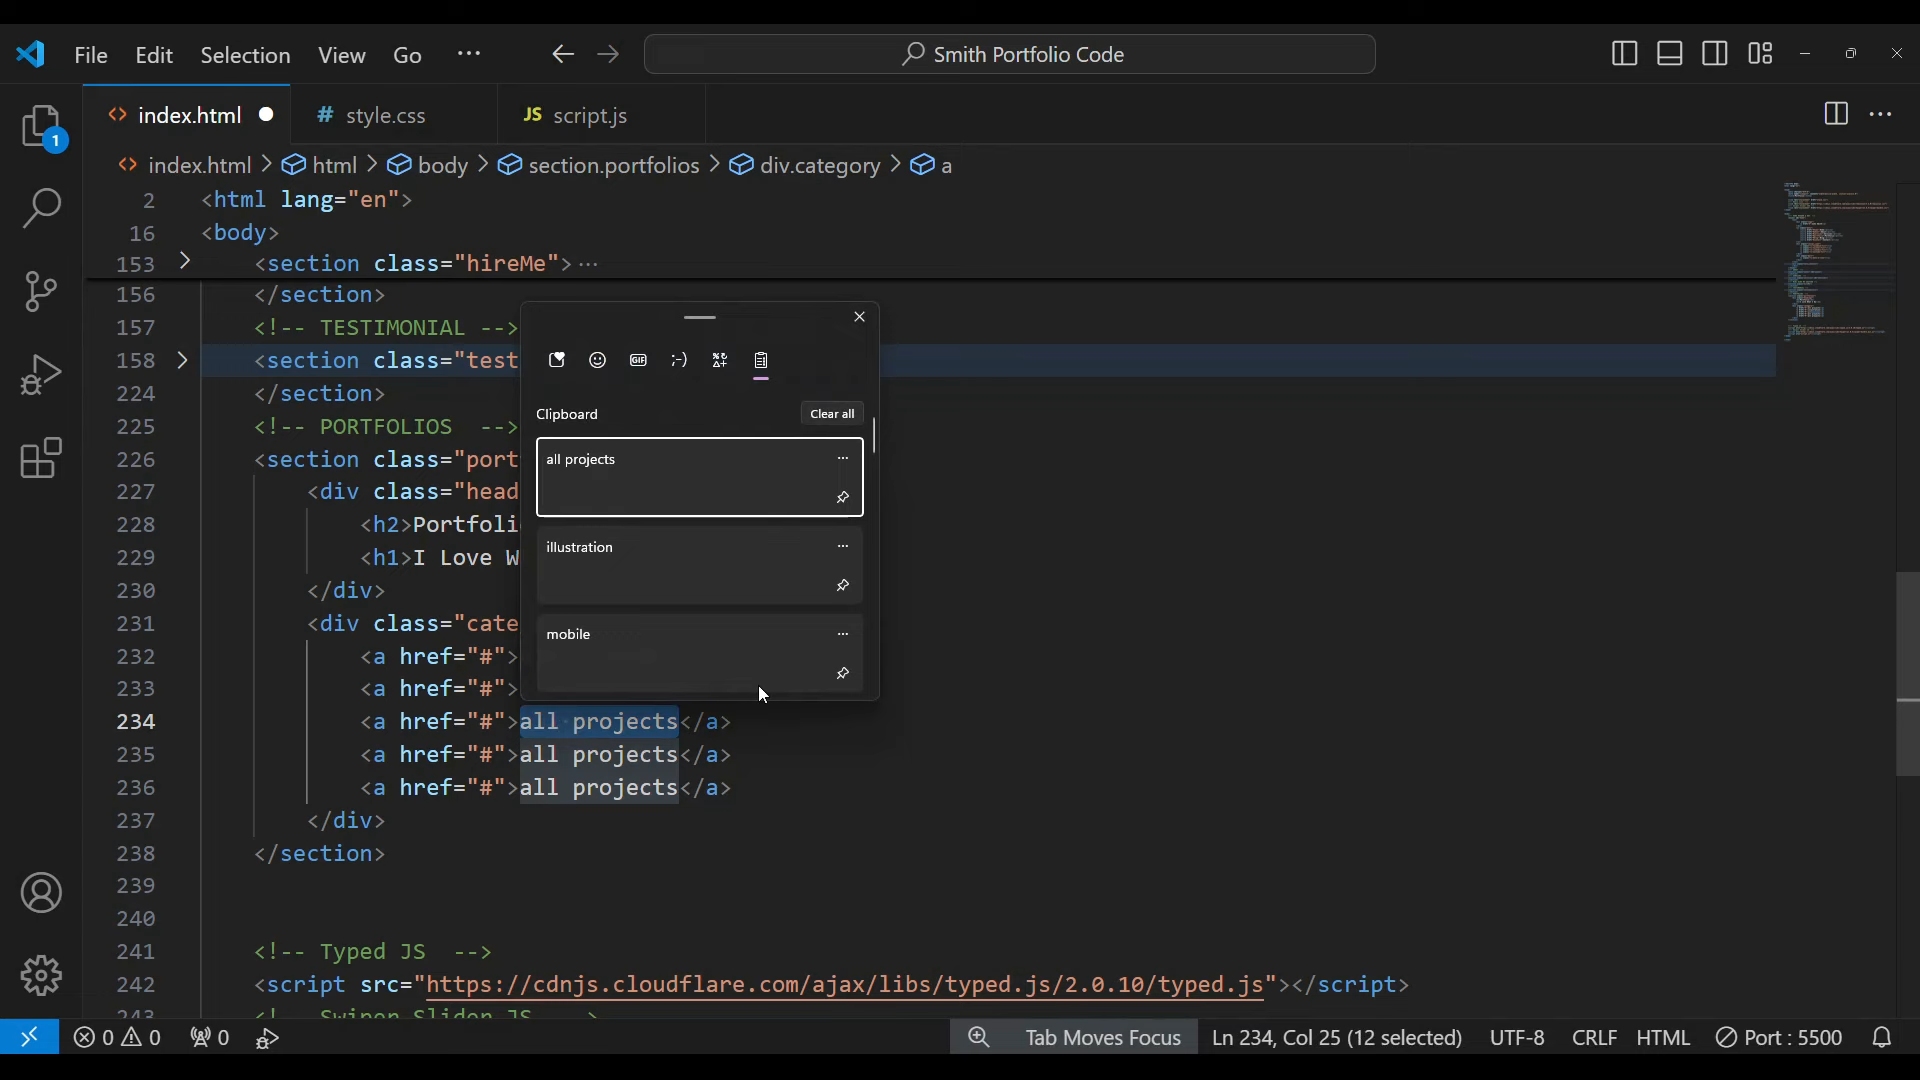 File Edit Selection View Go ··· Smith Portfolio Code
index.html style.css script.js
index.html > html > body > section.portfolios > div.category > a
2 <html lang="en">
16 <body>
153 <section class="hireMe"> ···
156 </section>
157 <!-- TESTIMONIAL -->
158 <section class="test
224 </section>
225 <!-- PORTFOLIOS -->
226 <section class="port
227 <div class="head
228 <h2>Portfoli
229 <h1>I Love W
230 </div>
231 <div class="cate
232 <a href="#">
233 <a href="#">
234 <a href="#">all projects</a>
235 <a href="#">all projects</a>
236 <a href="#">all projects</a>
237 </div>
238 </section>
239
240
241 <!-- Typed JS -->
242 <script src="https://cdnjs.cloudflare.com/ajax/libs/typed.js/2.0.10/typed.js"></script>
GIF
Clipboard Clear all
all projects
illustration
mobile
1
0 0 0 Tab Moves Focus Ln 234, Col 25 (12 selected) UTF-8 CRLF HTML Port : 5500